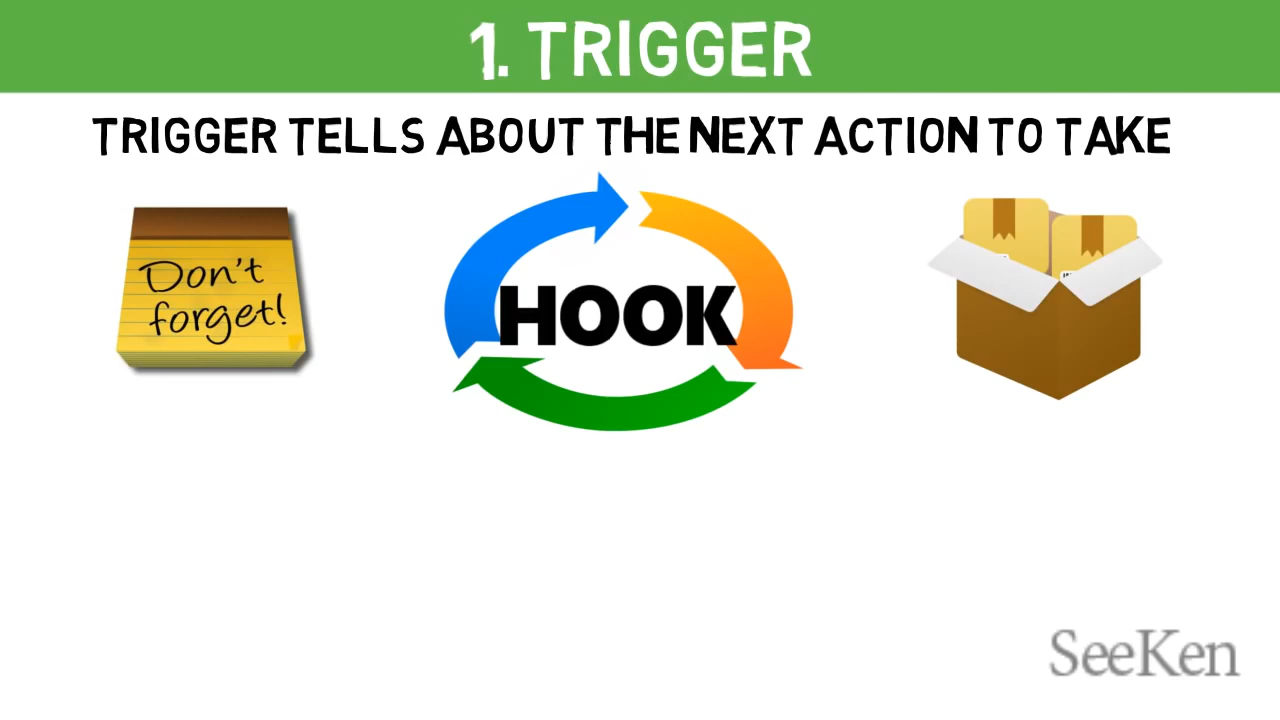 1. TRIGGER
TRIGGER TELLS ABOUT THE NEXT ACTION TO TAKE
Don't
forget!
HOOK
SeeKen